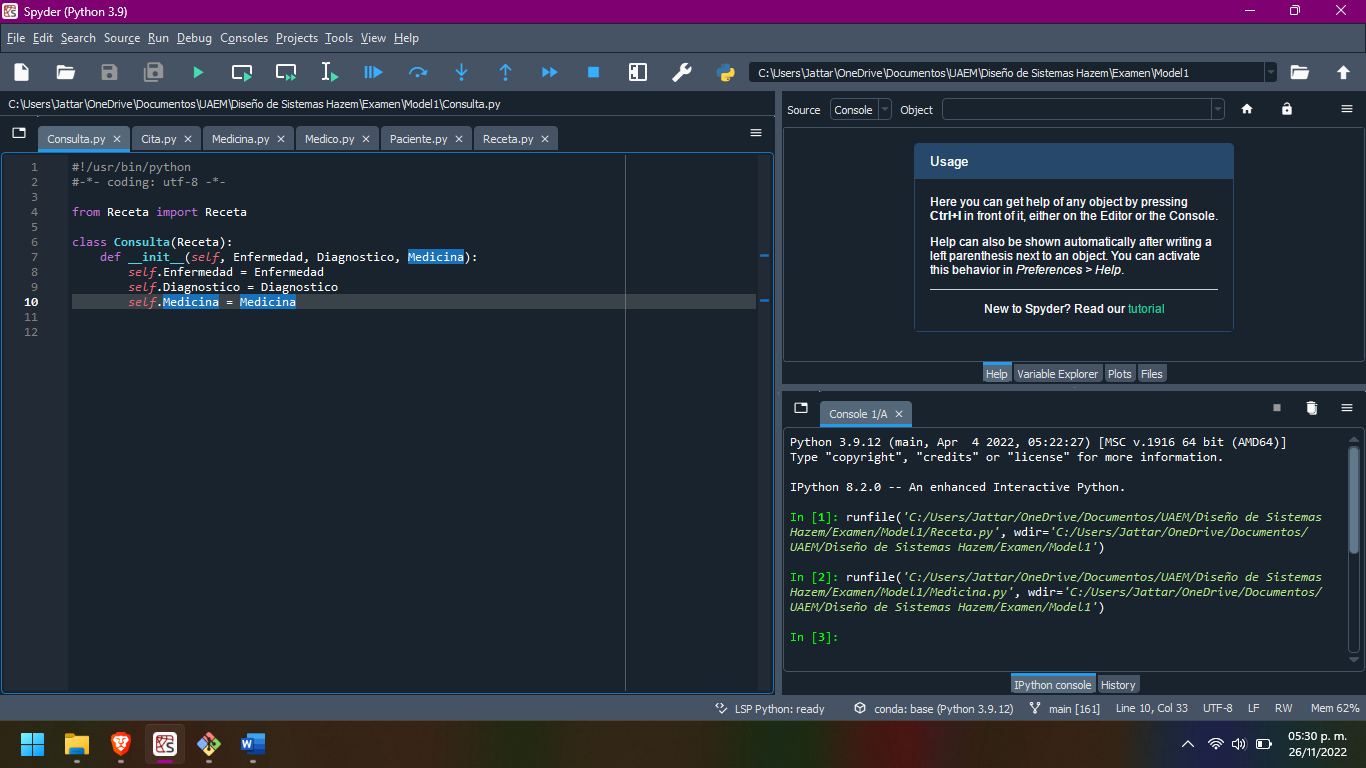 Spyder (Python 3.9)
File Edit Search Source Run Debug Consoles Projects Tools View Help
C:\Users\Jattar\OneDrive\Documentos\UAEM\Diseño de Sistemas Hazem\Examen\Model1
C:\Users\Jattar\OneDrive\Documentos\UAEM\Diseño de Sistemas Hazem\Examen\Model1\Consulta.py
Consulta.py Cita.py Medicina.py Medico.py Paciente.py Receta.py
1 #!/usr/bin/python
2 #-*- coding: utf-8 -*-
3
4 from Receta import Receta
5
6 class Consulta(Receta):
7 def __init__(self, Enfermedad, Diagnostico, Medicina):
8 self.Enfermedad = Enfermedad
9 self.Diagnostico = Diagnostico
10 self.Medicina = Medicina
11
12
Source Console Object
Usage
Here you can get help of any object by pressing
Ctrl+I in front of it, either on the Editor or the Console.
Help can also be shown automatically after writing a
left parenthesis next to an object. You can activate
this behavior in Preferences > Help.
New to Spyder? Read our tutorial
Help Variable Explorer Plots Files
Console 1/A
Python 3.9.12 (main, Apr  4 2022, 05:22:27) [MSC v.1916 64 bit (AMD64)]
Type "copyright", "credits" or "license" for more information.
IPython 8.2.0 -- An enhanced Interactive Python.
In [1]: runfile('C:/Users/Jattar/OneDrive/Documentos/UAEM/Diseño de Sistemas
Hazem/Examen/Model1/Receta.py', wdir='C:/Users/Jattar/OneDrive/Documentos/
UAEM/Diseño de Sistemas Hazem/Examen/Model1')
In [2]: runfile('C:/Users/Jattar/OneDrive/Documentos/UAEM/Diseño de Sistemas
Hazem/Examen/Model1/Medicina.py', wdir='C:/Users/Jattar/OneDrive/Documentos/
UAEM/Diseño de Sistemas Hazem/Examen/Model1')
In [3]:
IPython console History
LSP Python: ready conda: base (Python 3.9.12) main [161] Line 10, Col 33 UTF-8 LF RW Mem 62%
05:30 p. m.
26/11/2022